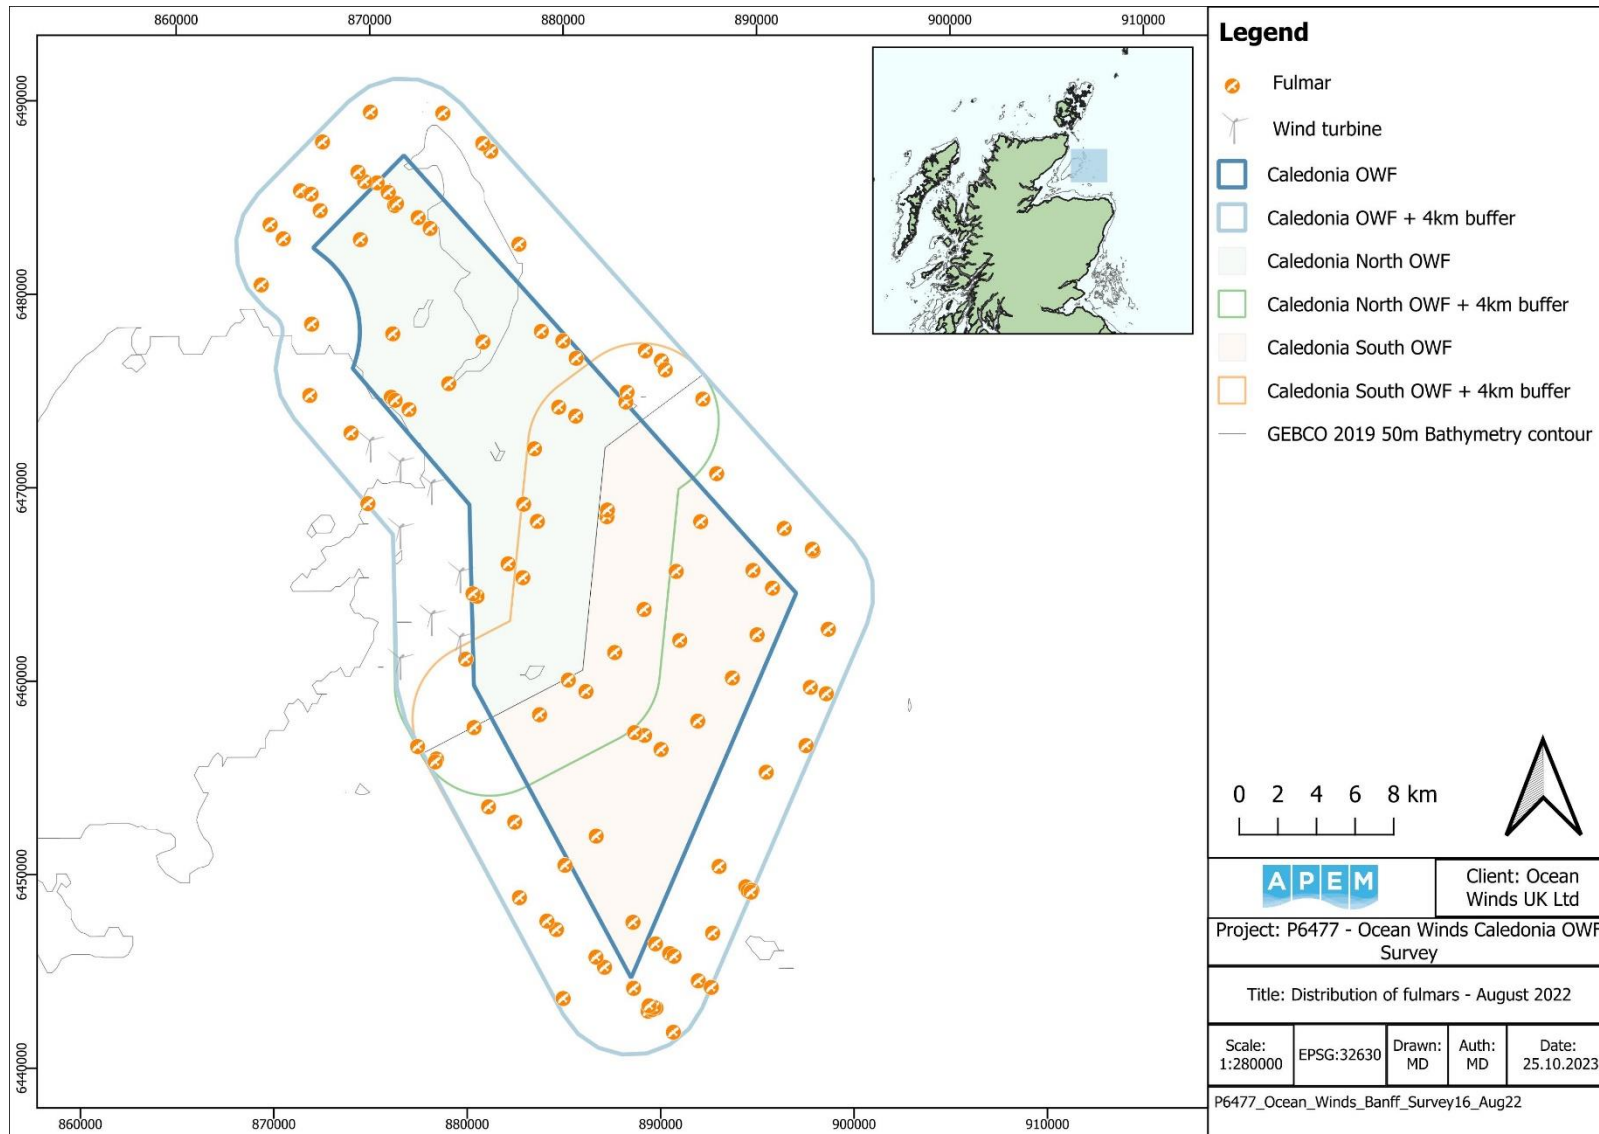 860000 870000 880000 890000 900000 910000
6490000
6480000
6470000
6460000
6450000
6440000
860000 870000 880000 890000 900000 910000
Legend
Fulmar
Wind turbine
Caledonia OWF
Caledonia OWF + 4km buffer
Caledonia North OWF
Caledonia North OWF + 4km buffer
Caledonia South OWF
Caledonia South OWF + 4km buffer
GEBCO 2019 50m Bathymetry contour
0 2 4 6 8 km
APEM
Client: Ocean
Winds UK Ltd
Project: P6477 - Ocean Winds Caledonia OWF
Survey
Title: Distribution of fulmars - August 2022
Scale:
1:280000
EPSG:32630
Drawn:
MD
Auth:
MD
Date:
25.10.2023
P6477_Ocean_Winds_Banff_Survey16_Aug22